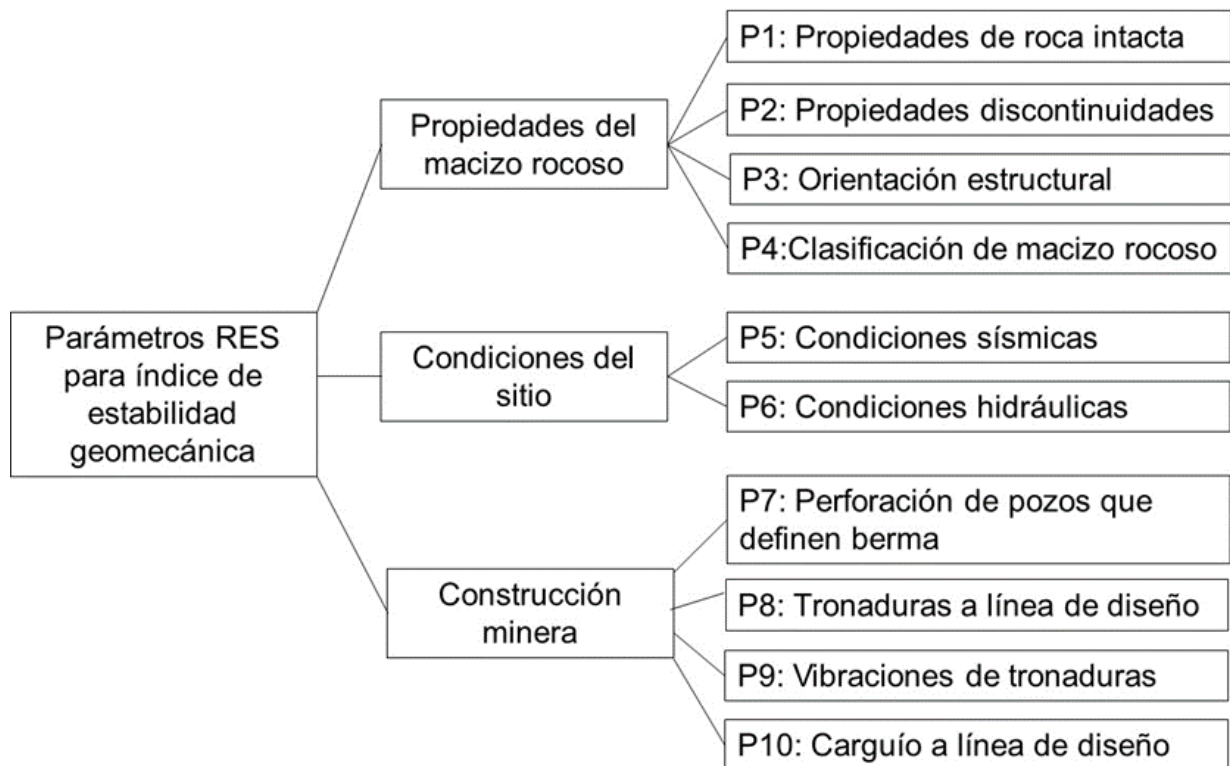 Parámetros RES
para índice de
estabilidad
geomecánica
Propiedades del
macizo rocoso
P1: Propiedades de roca intacta
P2: Propiedades discontinuidades
P3: Orientación estructural
P4:Clasificación de macizo rocoso
Condiciones del
sitio
P5: Condiciones sísmicas
P6: Condiciones hidráulicas
Construcción
minera
P7: Perforación de pozos que
definen berma
P8: Tronaduras a línea de diseño
P9: Vibraciones de tronaduras
P10: Carguío a línea de diseño